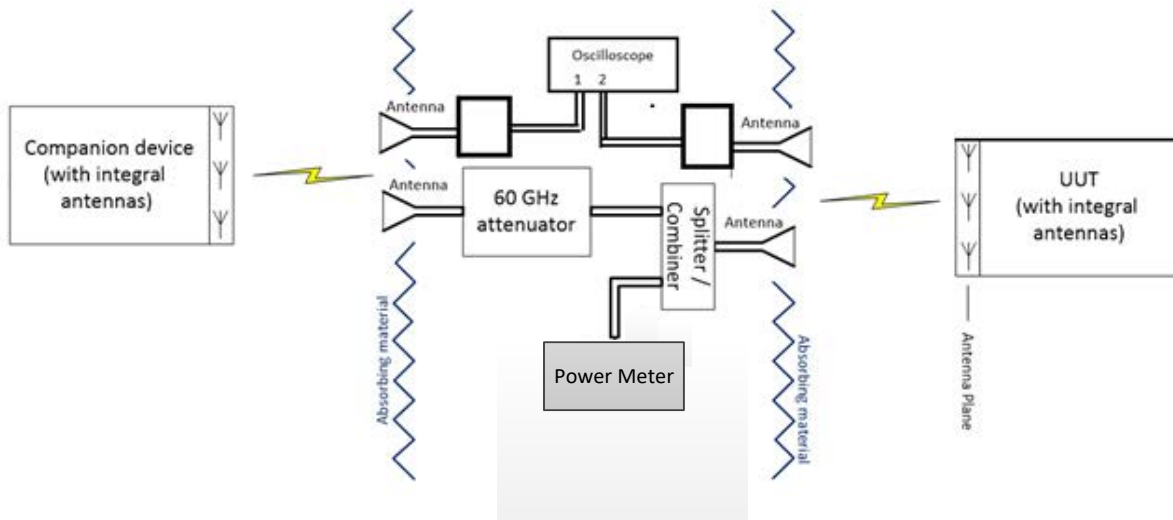 Oscilloscope
1 2
Antenna
Antenna
Companion device
(with integral
antennas)
UUT
(with integral
antennas)
Antenna
60 GHz
attenuator
Splitter /
Combiner
Antenna
Absorbing material
Power Meter
Absorbing material
Antenna Plane